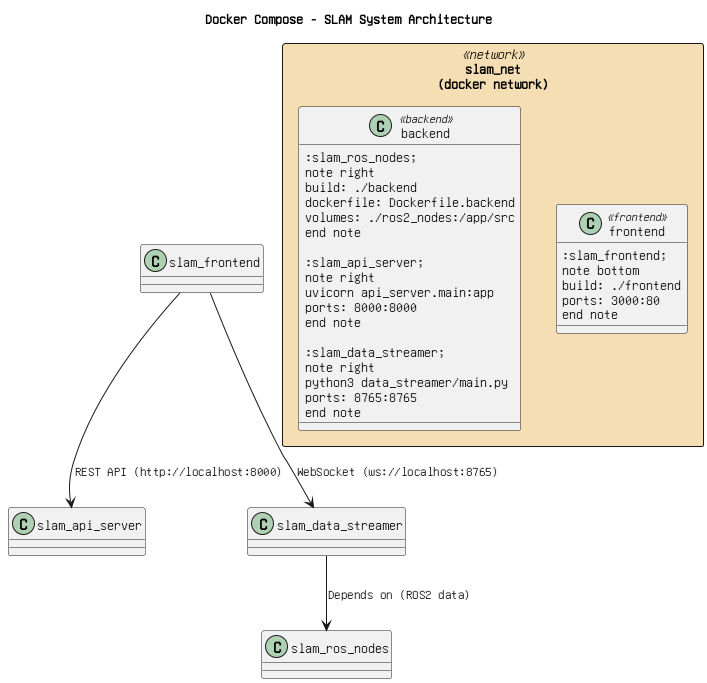 Docker Compose - SLAM System Architecture
«network»
slam_net
(docker network)
C «backend»
backend
:slam_ros_nodes;
note right
build: ./backend
dockerfile: Dockerfile.backend
volumes: ./ros2_nodes:/app/src
end note
:slam_api_server;
note right
uvicorn api_server.main:app
ports: 8000:8000
end note
:slam_data_streamer;
note right
python3 data_streamer/main.py
ports: 8765:8765
end note
C «frontend»
frontend
:slam_frontend;
note bottom
build: ./frontend
ports: 3000:80
end note
C slam_frontend
REST API (http://localhost:8000)
WebSocket (ws://localhost:8765)
C slam_api_server
C slam_data_streamer
Depends on (ROS2 data)
C slam_ros_nodes